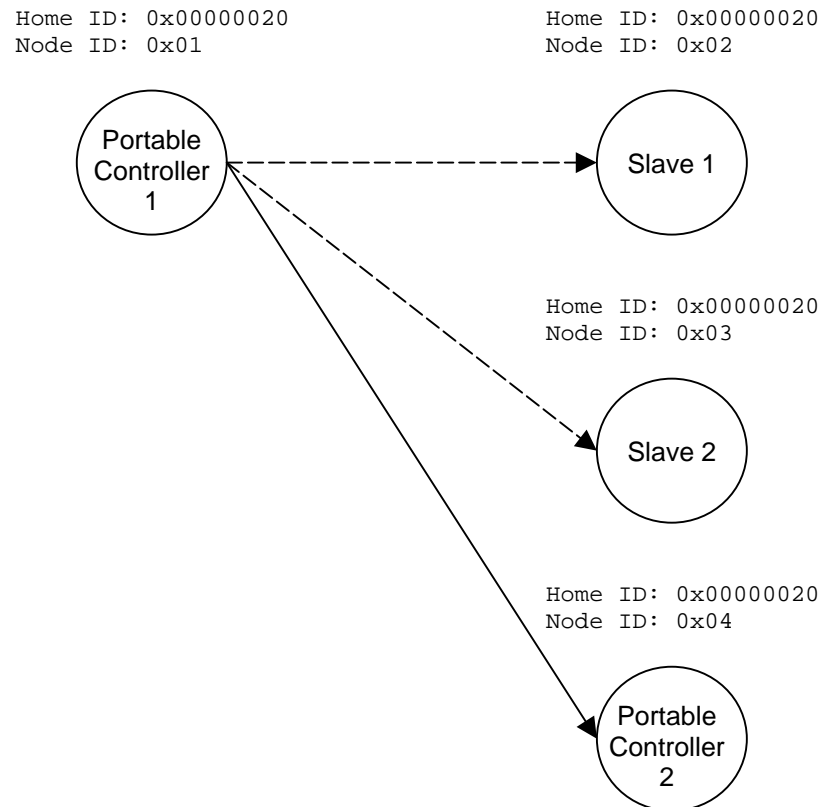 Home ID: 0x00000020
Node ID: 0x01
Home ID: 0x00000020
Node ID: 0x02
Portable
Controller
1
Slave 1
Home ID: 0x00000020
Node ID: 0x03
Slave 2
Home ID: 0x00000020
Node ID: 0x04
Portable
Controller
2